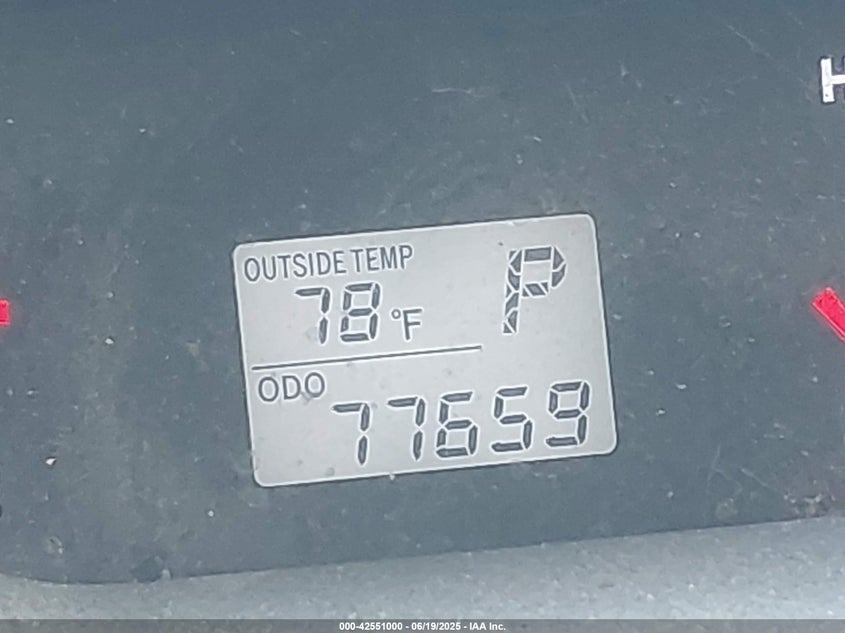 H
OUTSIDE TEMP
78°F P
ODO
77659
000-42551000 - 06/19/2025 - IAA Inc.